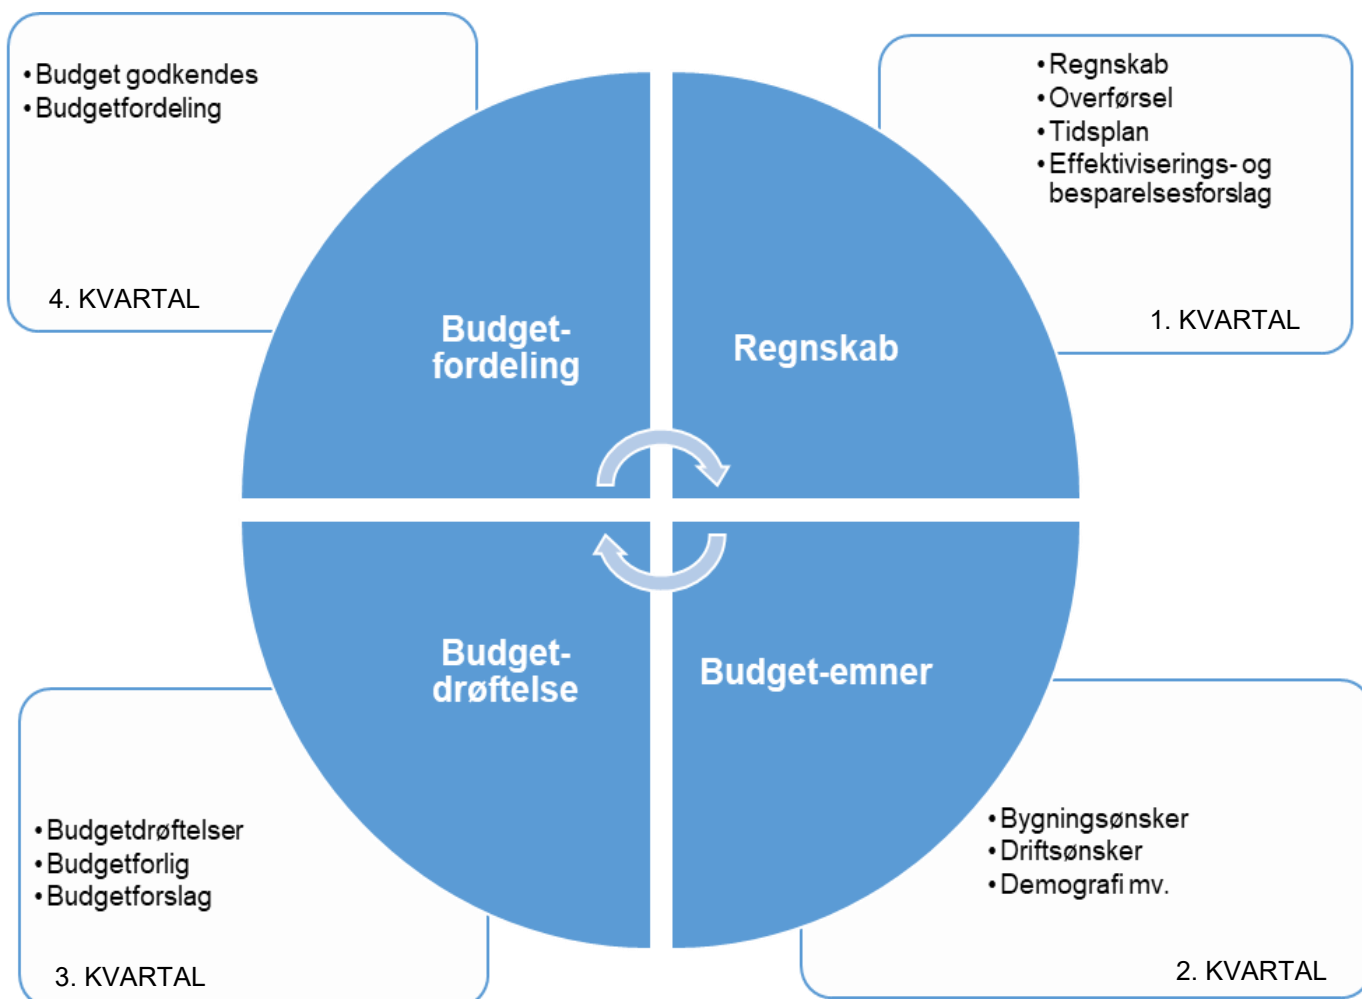 •Budget godkendes
•Budgetfordeling
4. KVARTAL
•Regnskab
•Overførsel
•Tidsplan
•Effektiviserings- og
besparelsesforslag
1. KVARTAL
Budget-
fordeling
Regnskab
Budget-
drøftelse
Budget-emner
•Budgetdrøftelser
•Budgetforlig
•Budgetforslag
3. KVARTAL
•Bygningsønsker
•Driftsønsker
•Demografi mv.
2. KVARTAL